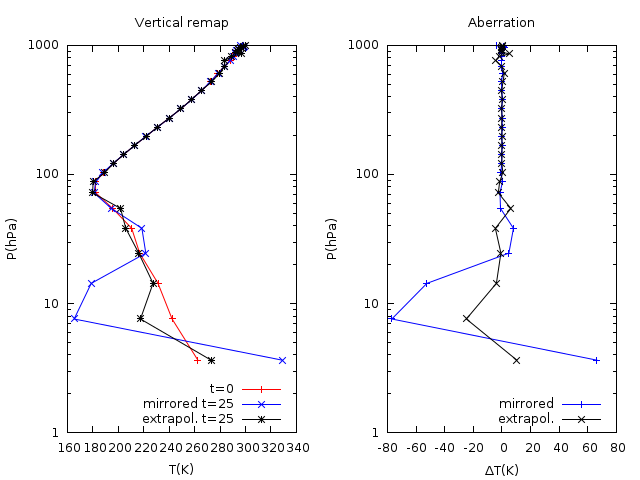 Vertical remap
1000
100
10
1
P(hPa)
t=0
mirrored t=25
extrapol. t=25
160 180 200 220 240 260 280 300 320 340
T(K)
Aberration
1000
100
10
1
P(hPa)
mirrored
extrapol.
-80 -60 -40 -20 0 20 40 60 80
ΔT(K)